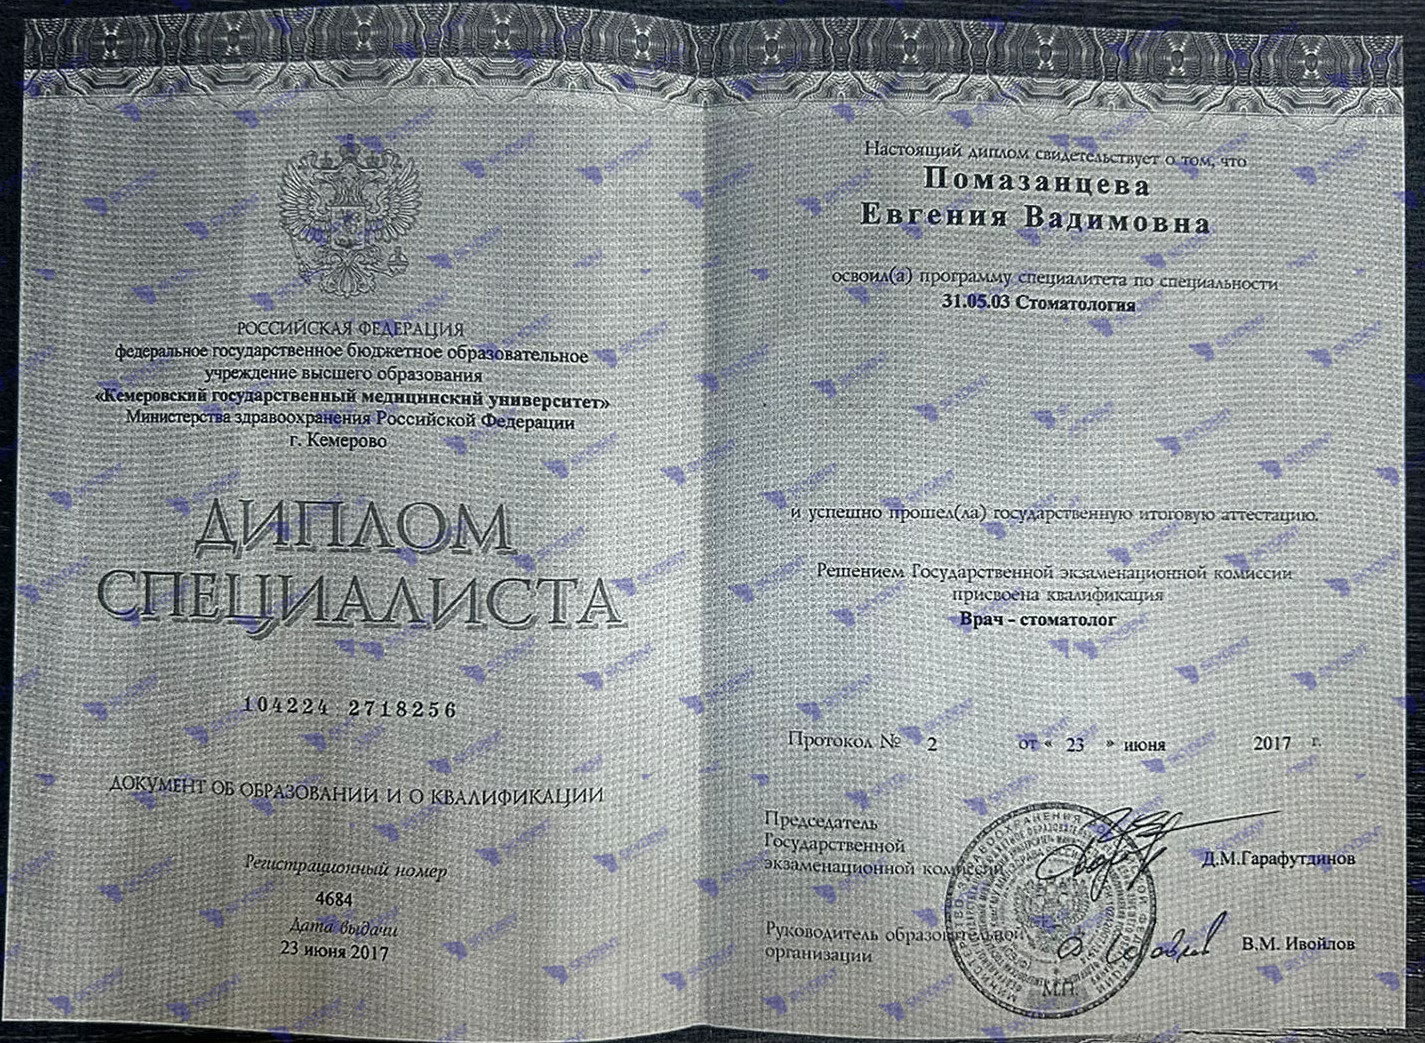 РОССИЙСКАЯ ФЕДЕРАЦИЯ
федеральное государственное бюджетное образовательное
учреждение высшего образования
«Кемеровский государственный медицинский университет»
Министерства здравоохранения Российской Федерации
г. Кемерово
ДИПЛОМ
СПЕЦИАЛИСТА
104224 2718256
ДОКУМЕНТ ОБ ОБРАЗОВАНИИ И О КВАЛИФИКАЦИИ
Регистрационный номер
4684
Дата выдачи
23 июня 2017
Настоящий диплом свидетельствует о том, что
Помазанцева
Евгения Вадимовна
освоил(а) программу специалитета по специальности
31.05.03 Стоматология
и успешно прошел(ла) государственную итоговую аттестацию.
Решением Государственной экзаменационной комиссии
присвоена квалификация
Врач - стоматолог
Протокол № 2 от « 23 » июня 2017 г.
Председатель
Государственной
экзаменационной комиссии
Д.М.Гарафутдинов
Руководитель образовательной
организации
В.М. Ивойлов
М.П.
SKYDENT